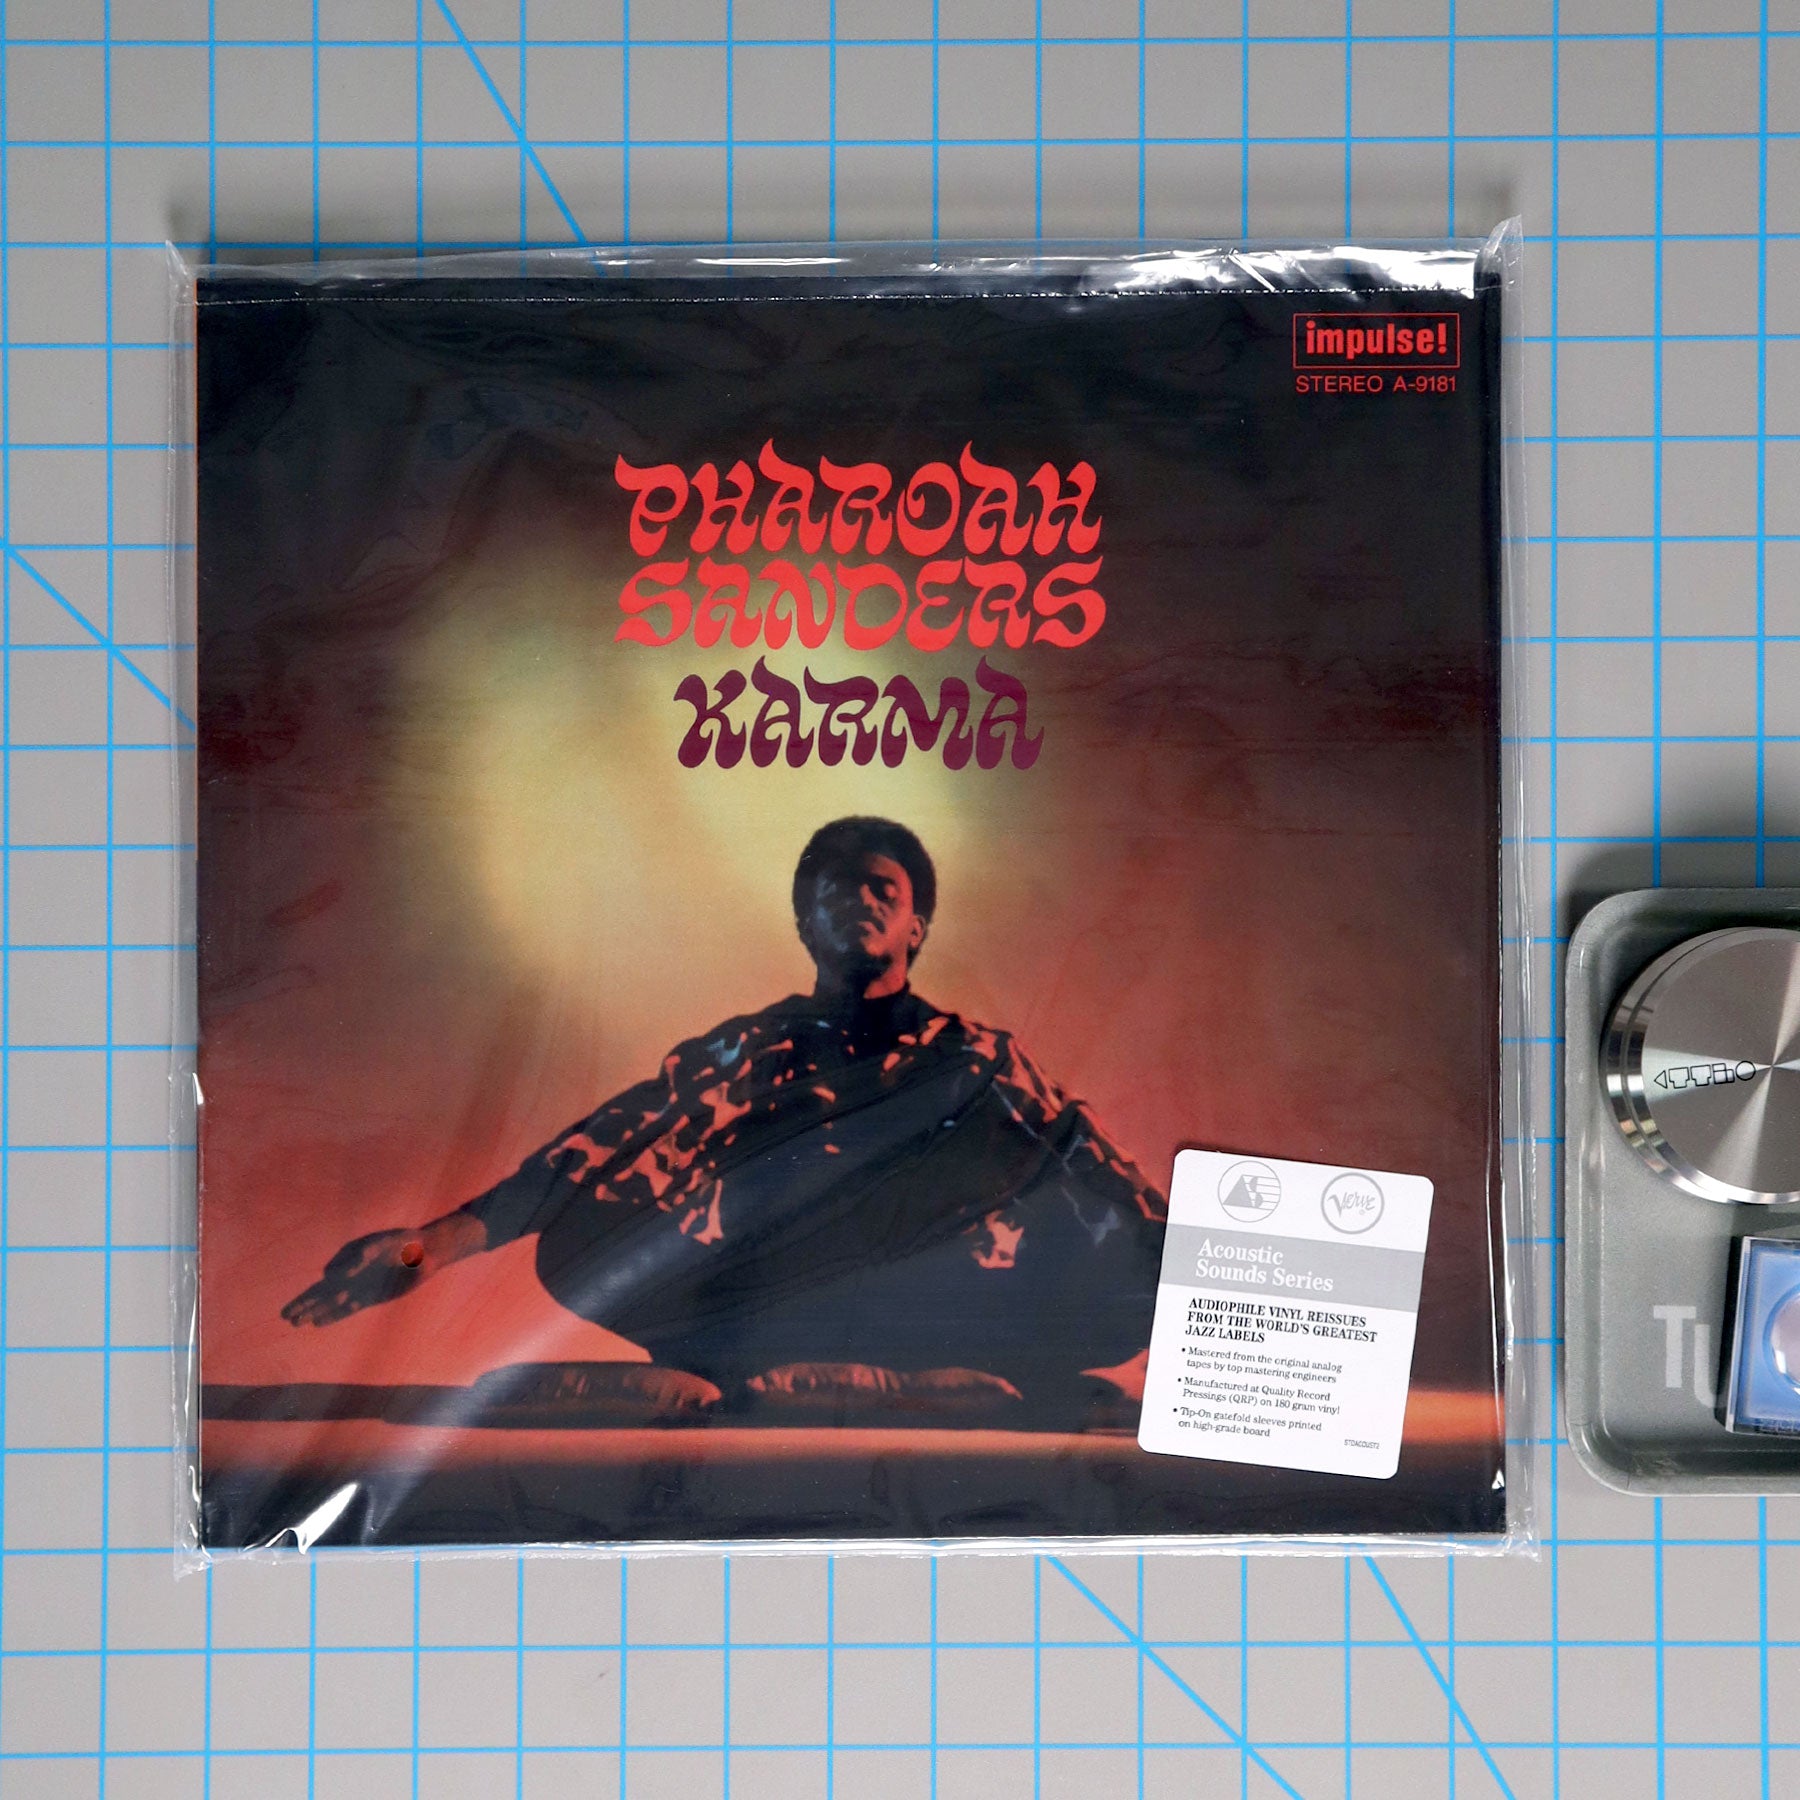 impulse!
STEREO A-9181
PHAROAH
SANDERS
KARMA
Verve
Acoustic
Sounds Series
AUDIOPHILE VINYL REISSUES
FROM THE WORLD'S GREATEST
JAZZ LABELS
• Mastered from the original analog
tapes by top mastering engineers
• Manufactured at Quality Record
Pressings (QRP) on 180 gram vinyl
• Tip-On gatefold sleeves printed
on high-grade board